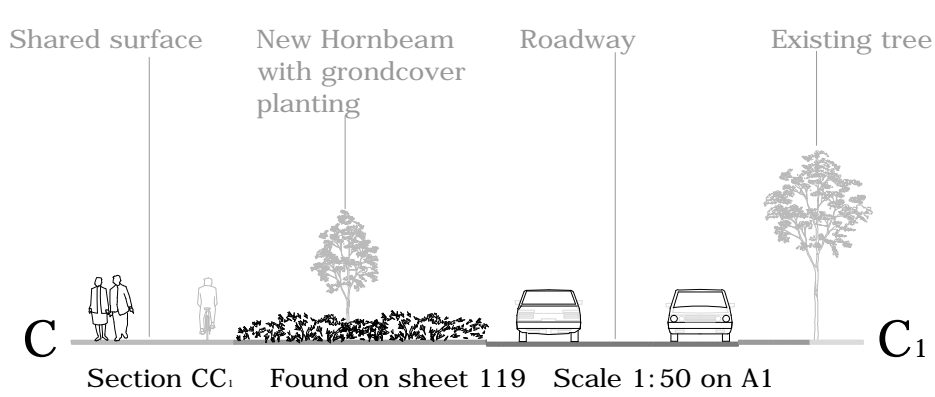 Shared surface
New Hornbeam
with grondcover
planting
Roadway
Existing tree
C
C1
Section CC1 Found on sheet 119 Scale 1:50 on A1